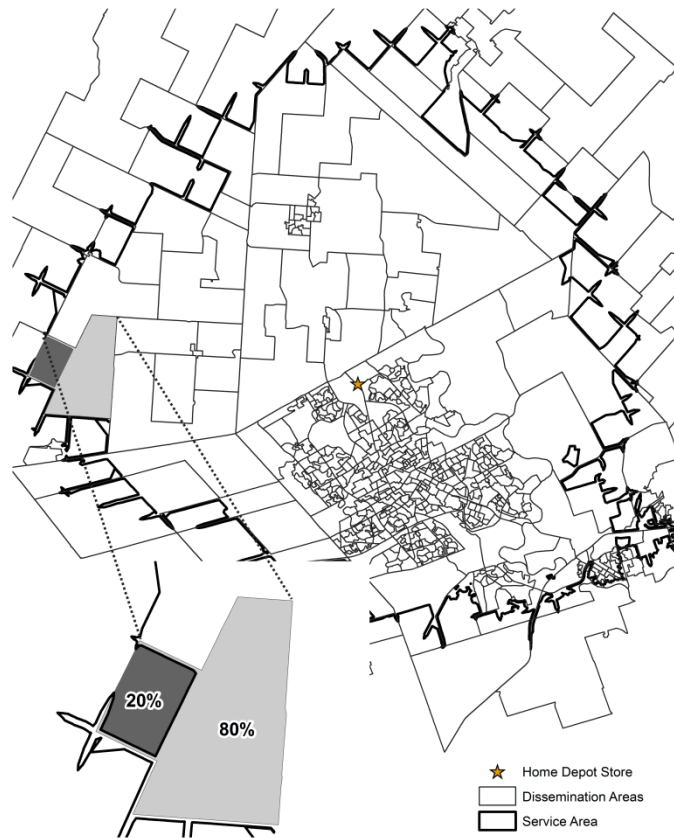 20%
80%
Home Depot Store
Dissemination Areas
Service Area